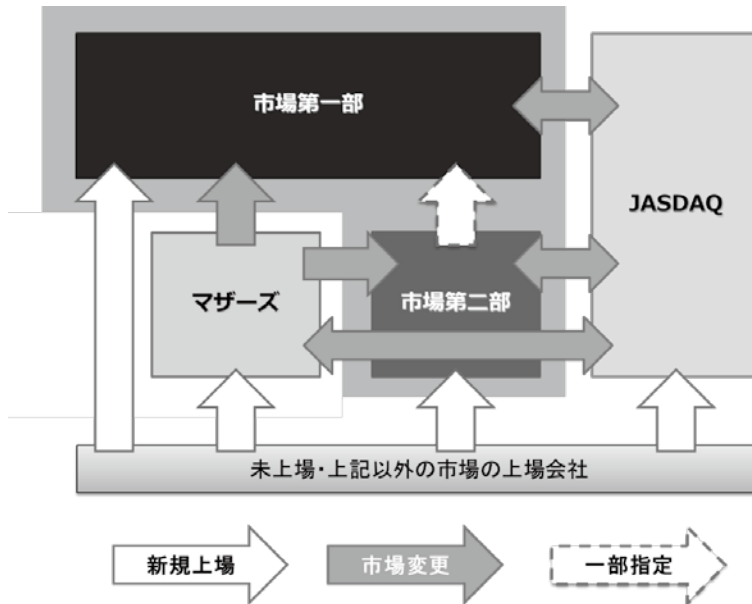 市場第一部
JASDAQ
マザーズ
市場第二部
未上場・上記以外の市場の上場会社
新規上場
市場変更
一部指定